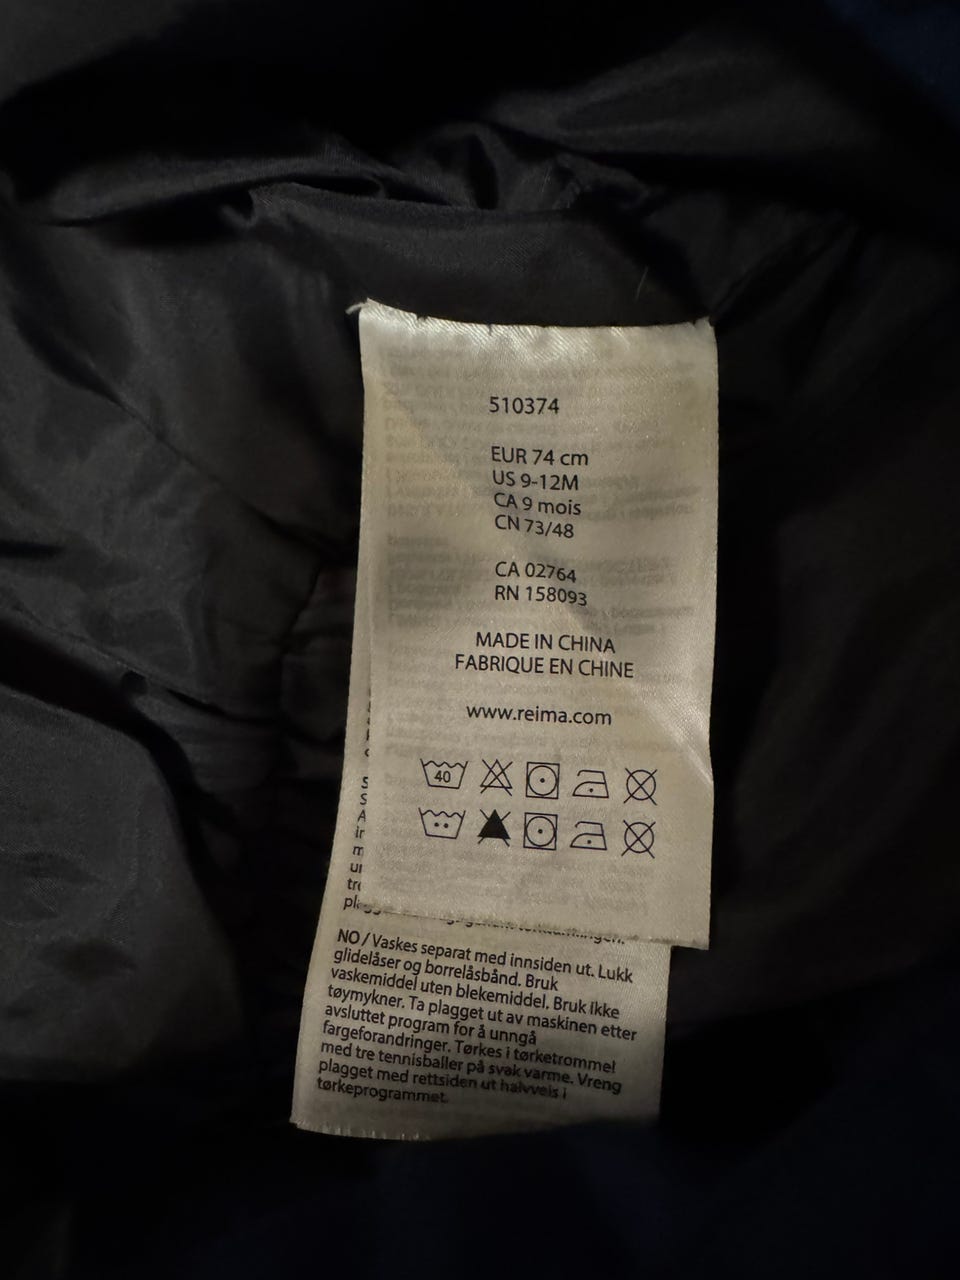 510374
EUR 74 cm
US 9-12M
CA 9 mois
CN 73/48
CA 02764
RN 158093
MADE IN CHINA
FABRIQUE EN CHINE
www.reima.com
40
NO / Vaskes separat med innsiden ut. Lukk
glidelåser og borrelåsbånd. Bruk
vaskemiddel uten blekemiddel. Bruk ikke
tøymykner. Ta plagget ut av maskinen etter
avsluttet program for å unngå
fargeforandringer. Tørkes i tørketrommel
med tre tennisballer på svak varme. Vreng
plagget med rettsiden ut halvveis i
tørkeprogrammet.